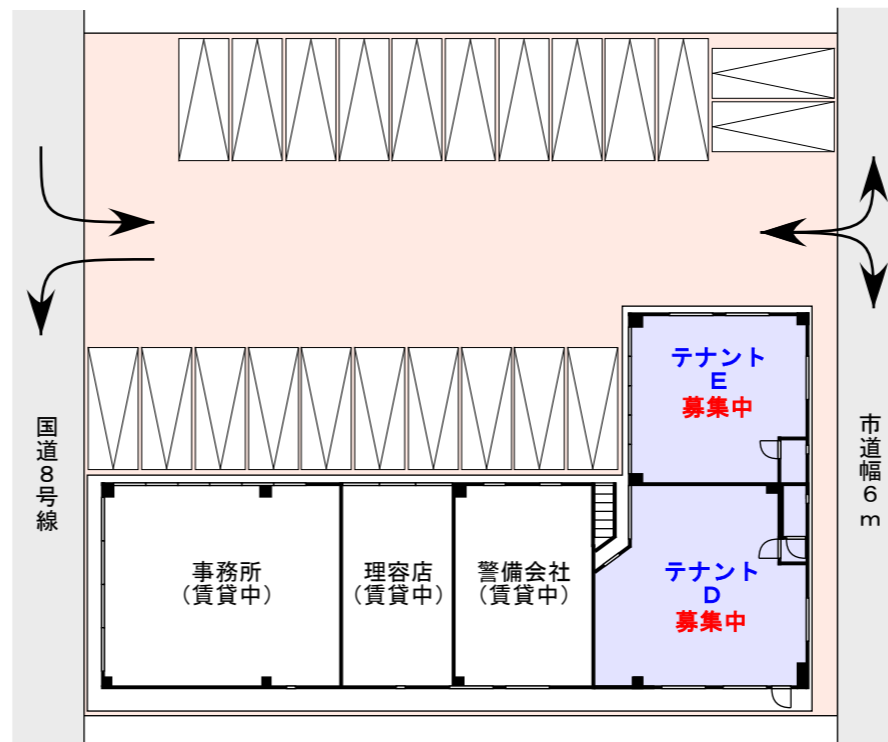 テナント
E
募集中
国道8号線
市道幅6m
事務所
(賃貸中)
理容店
(賃貸中)
警備会社
(賃貸中)
テナント
D
募集中